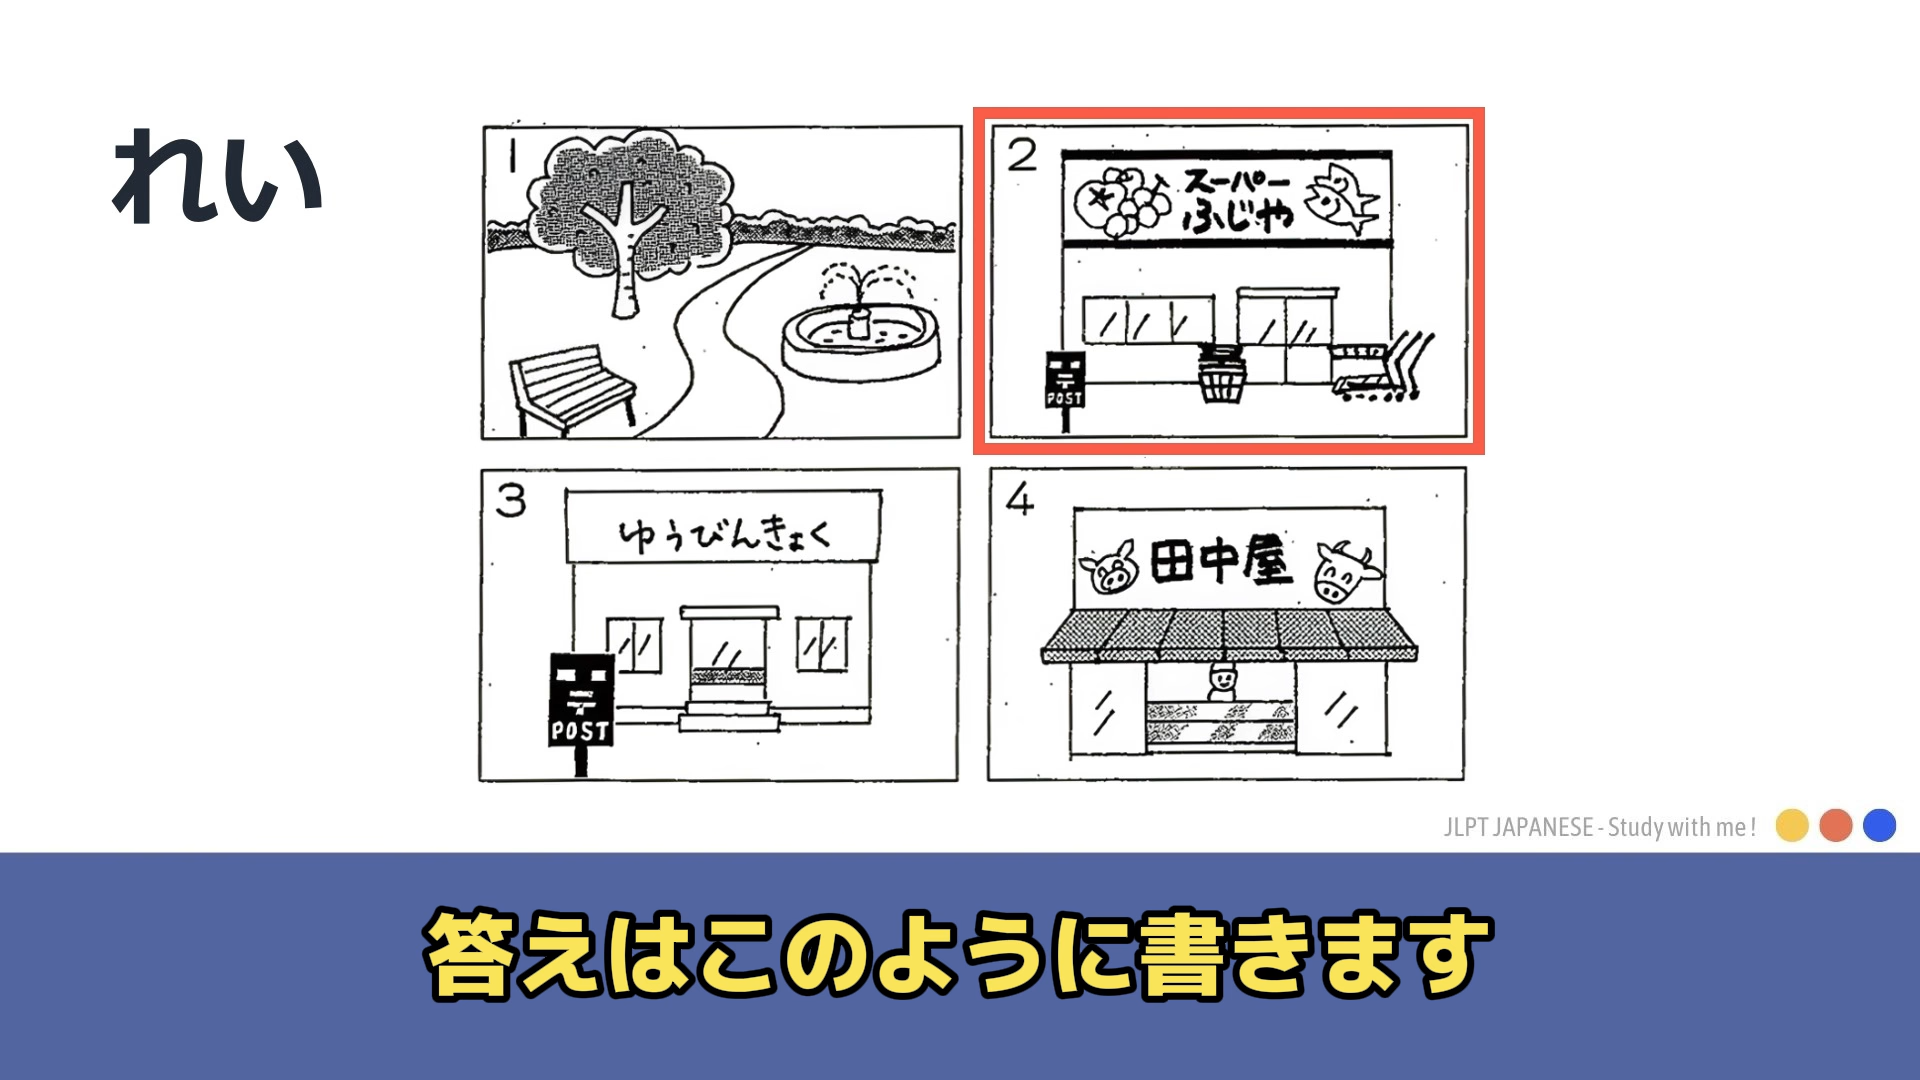 れい
1
2
スーパー
ふじや
POST
3
ゆうびんきょく
POST
4
田中屋
JLPT JAPANESE - Study with me !
答えはこのように書きます